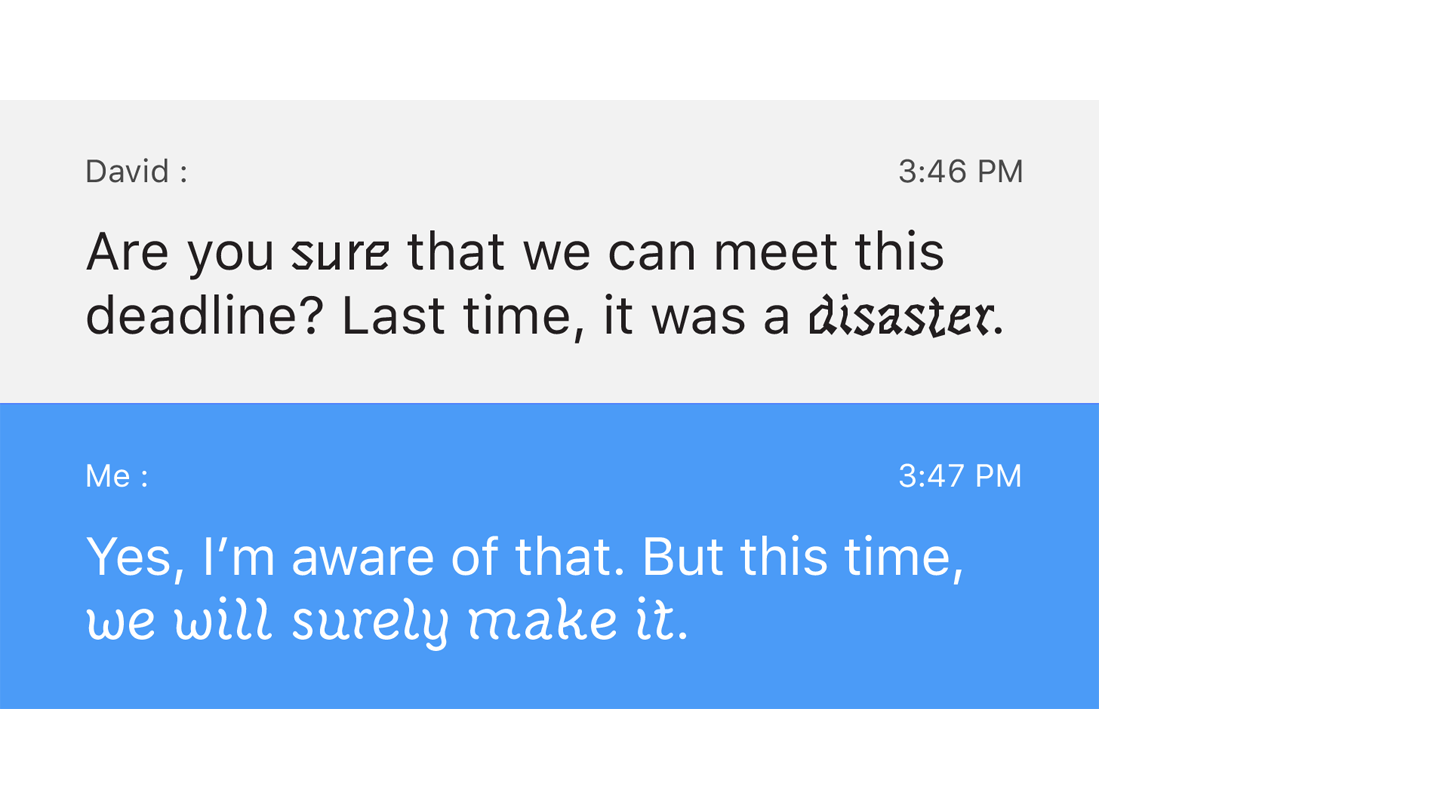 David :
3:46 PM
Are you sure that we can meet this
deadline? Last time, it was a disaster.
Me :
3:47 PM
Yes, I’m aware of that. But this time,
we will surely make it.